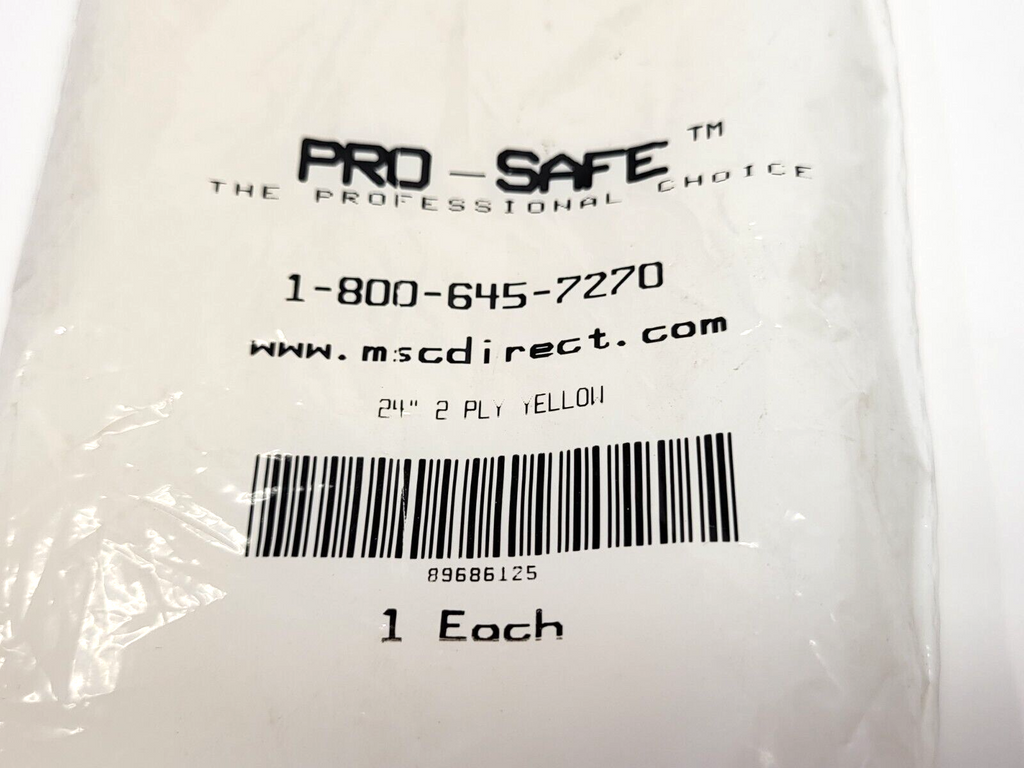 PRO-SAFE™
THE PROFESSIONAL CHOICE
1-800-645-7270
www.mscdirect.com
24" 2 PLY YELLOW
89686125
1 Each